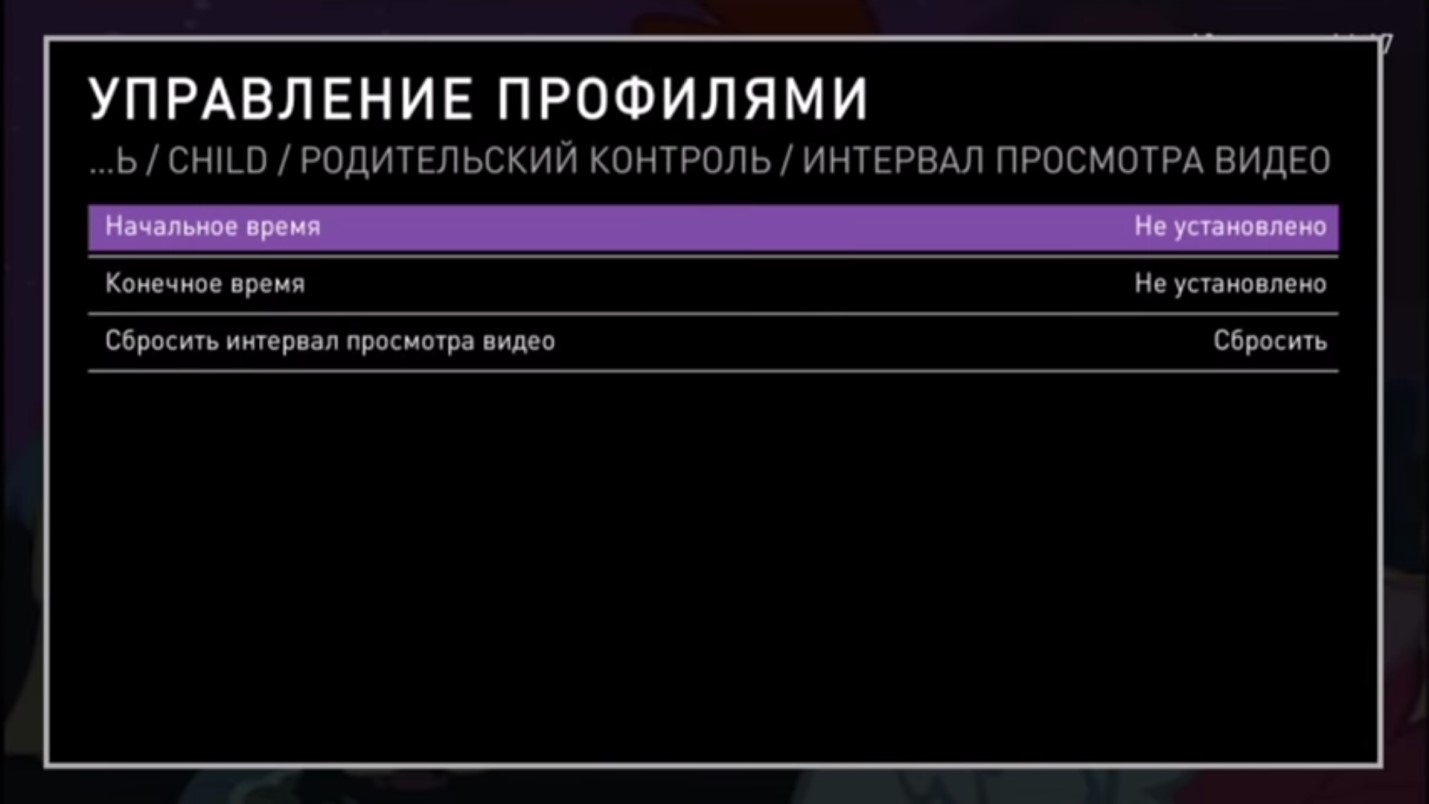 УПРАВЛЕНИЕ ПРОФИЛЯМИ
...Ь / CHILD / РОДИТЕЛЬСКИЙ КОНТРОЛЬ / ИНТЕРВАЛ ПРОСМОТРА ВИДЕО
Начальное время Не установлено
Конечное время Не установлено
Сбросить интервал просмотра видео Сбросить